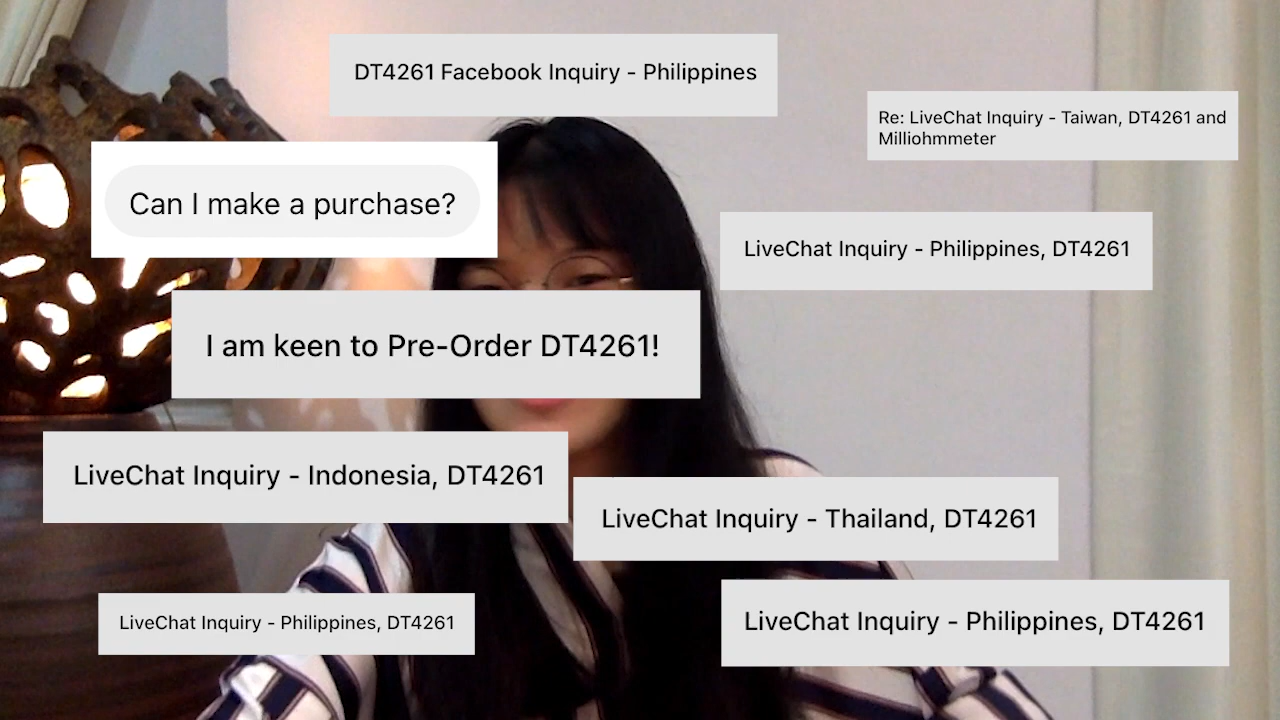 DT4261 Facebook Inquiry - Philippines
Re: LiveChat Inquiry - Taiwan, DT4261 and
Milliohmmeter
Can I make a purchase?
LiveChat Inquiry - Philippines, DT4261
I am keen to Pre-Order DT4261!
LiveChat Inquiry - Indonesia, DT4261
LiveChat Inquiry - Thailand, DT4261
LiveChat Inquiry - Philippines, DT4261
LiveChat Inquiry - Philippines, DT4261